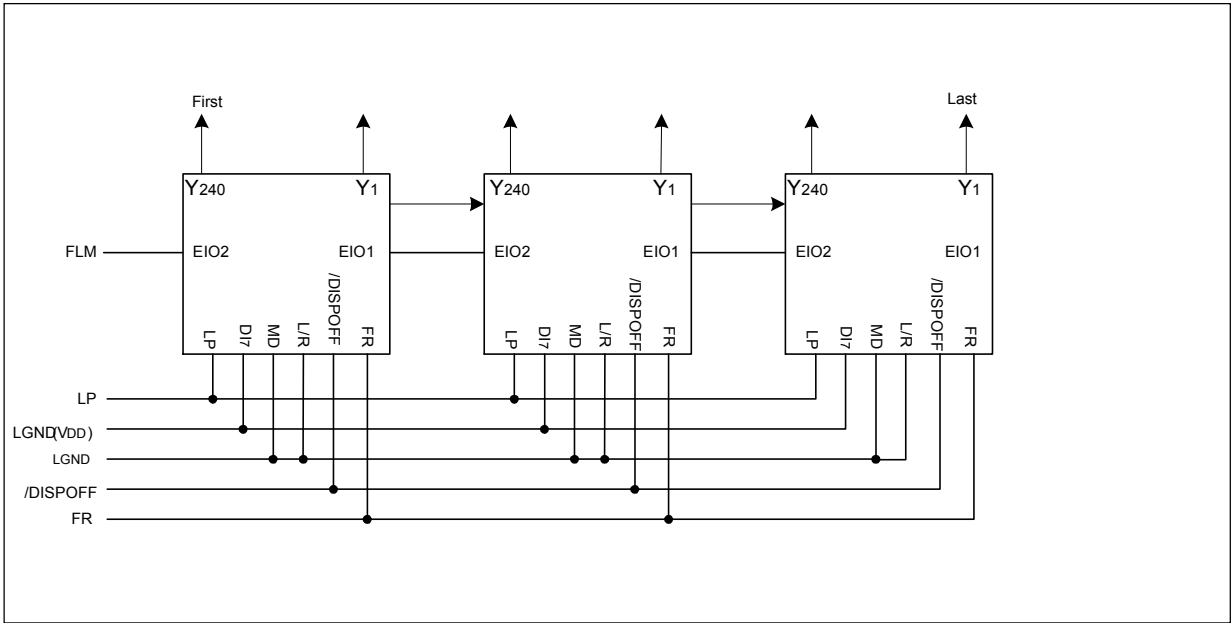 First Last
Y240 Y1 Y240 Y1 Y240 Y1
FLM EIO2 EIO1 EIO2 EIO1 EIO2 EIO1
LP DI7 MD L/R /DISPOFF FR LP DI7 MD L/R /DISPOFF FR LP DI7 MD L/R /DISPOFF FR
LP
LGND(VDD)
LGND
/DISPOFF
FR